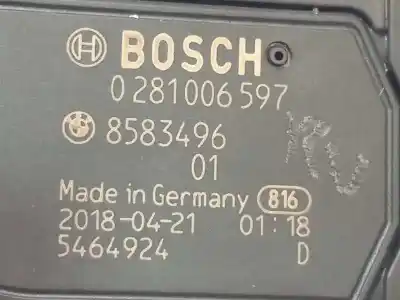 BOSCH
0 281 006 597
8583496
01
Made in Germany 816
2018-04-21 01:18
5464924 D